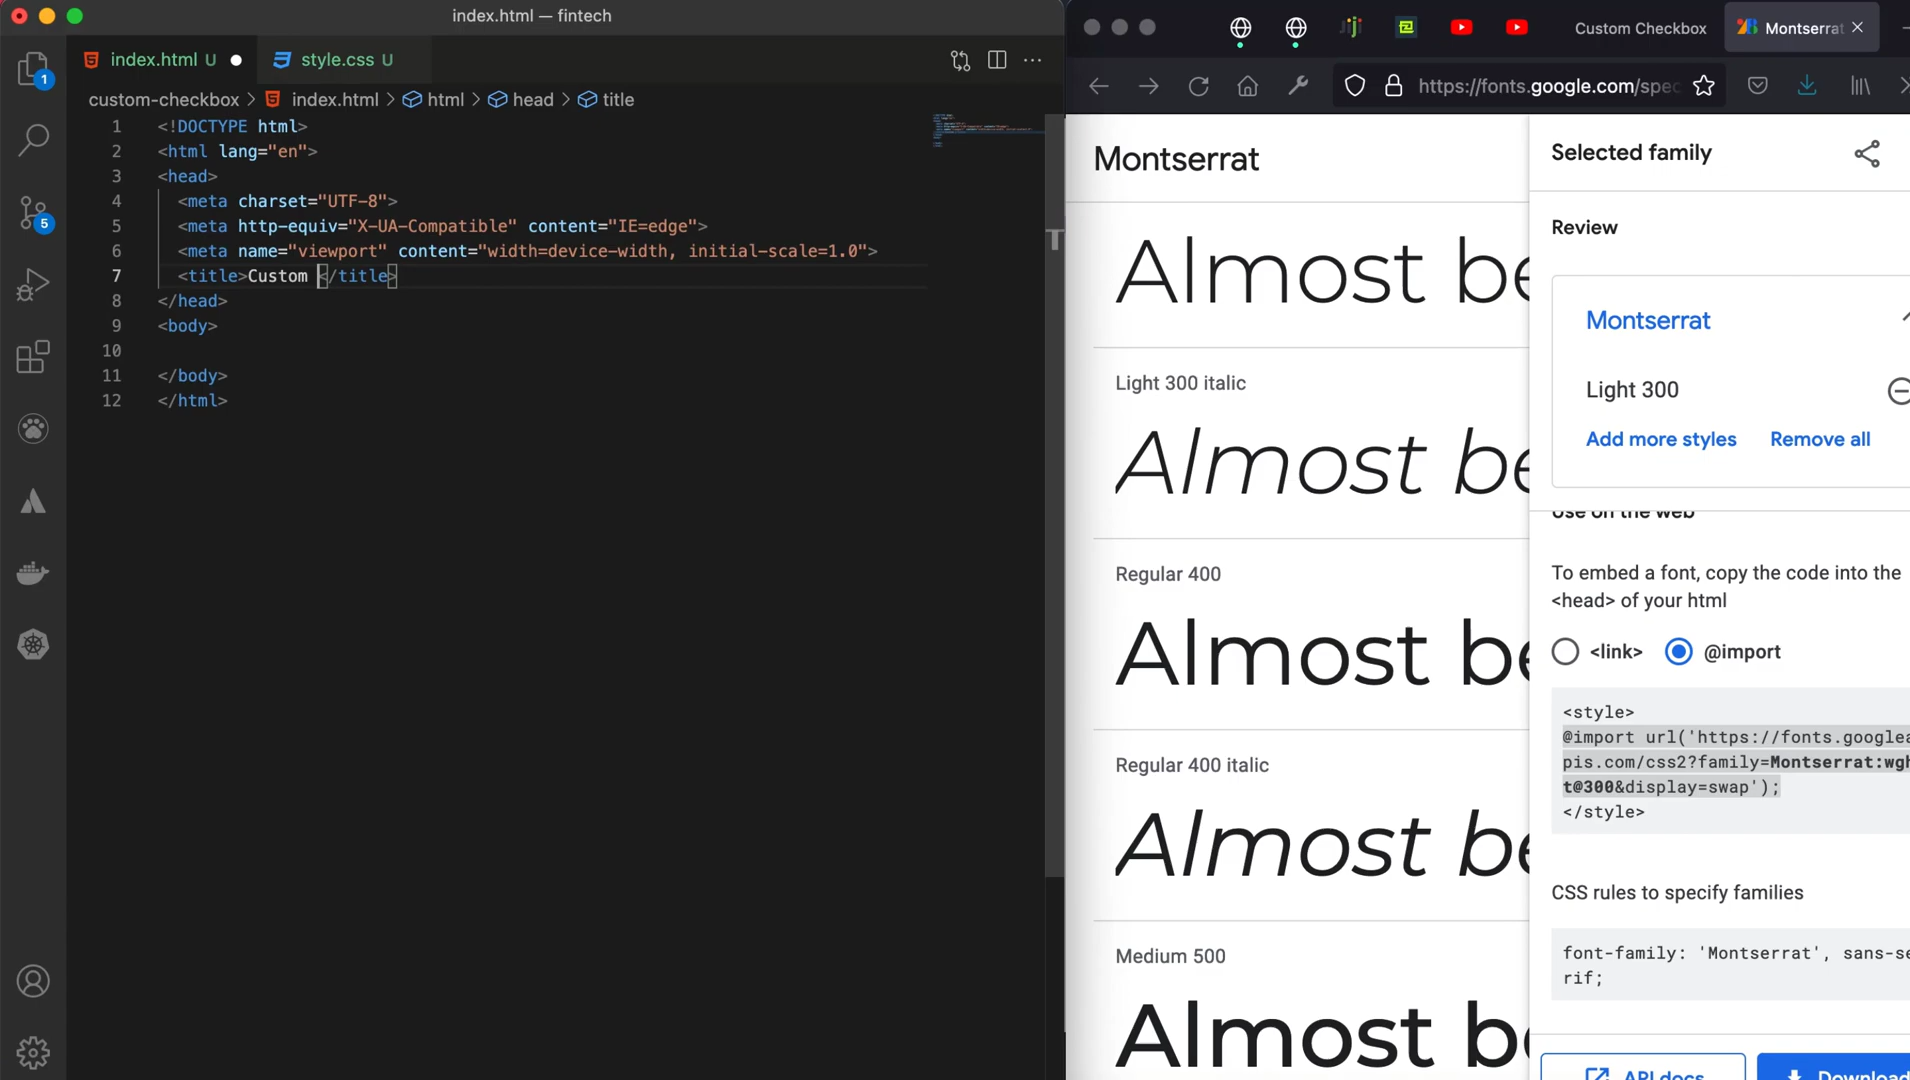 index.html — fintech
index.html U
style.css U
custom-checkbox > index.html > html > head > title
1 <!DOCTYPE html>
2 <html lang="en">
3 <head>
4 <meta charset="UTF-8">
5 <meta http-equiv="X-UA-Compatible" content="IE=edge">
6 <meta name="viewport" content="width=device-width, initial-scale=1.0">
7 <title>Custom </title>
8 </head>
9 <body>
10
11 </body>
12 </html>
1
5
Jiji
Custom Checkbox
Montserrat
https://fonts.google.com/spec
Montserrat
Almost be
Light 300 italic
Almost be
Regular 400
Almost be
Regular 400 italic
Almost be
Medium 500
Almost be
Selected family
Review
Montserrat
Light 300
Add more styles Remove all
Use on the web
To embed a font, copy the code into the
<head> of your html
<link> @import
<style>
@import url('https://fonts.googlea
pis.com/css2?family=Montserrat:wgh
t@300&display=swap');
</style>
CSS rules to specify families
font-family: 'Montserrat', sans-se
rif;
API docs
Download